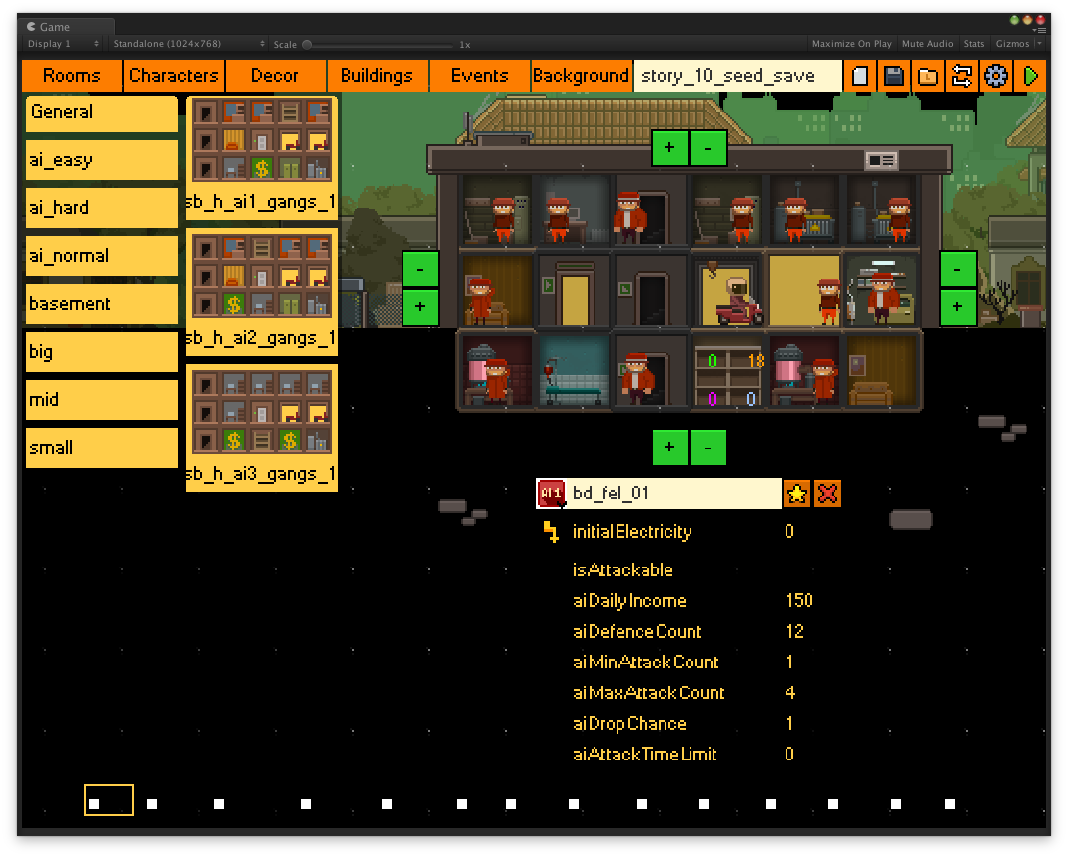 Game
Display 1 Standalone (1024x768) Scale 1x Maximize On Play Mute Audio Stats Gizmos
Rooms Characters Decor Buildings Events Background story_10_seed_save
General
ai_easy
ai_hard
ai_normal
basement
big
mid
small
$
sb_h_ai1_gangs_1
$
sb_h_ai2_gangs_1
$ $
sb_h_ai3_gangs_1
+ -
- -
+ +
0 18
0 0
+ -
AI 1 bd_fel_01
initialElectricity 0
isAttackable
aiDailyIncome 150
aiDefenceCount 12
aiMinAttackCount 1
aiMaxAttackCount 4
aiDropChance 1
aiAttackTimeLimit 0